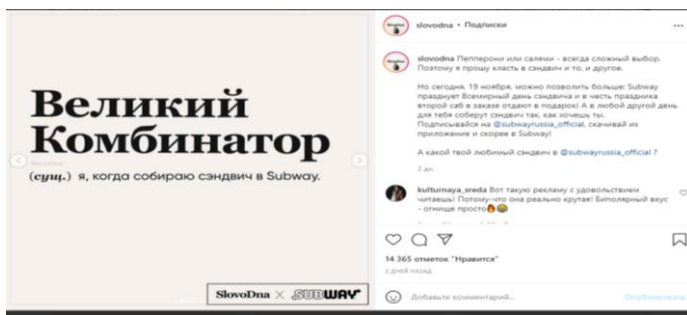 Великий
Комбинатор
(сущ.) я, когда собираю сэндвич в Subway.
SlovoDna × SUBWAY
slovodna • Подписки
slovodna Пепперони или салями - всегда сложный выбор.
Поэтому я прошу класть в сэндвич и то, и другое.
Но сегодня, 19 ноября, можно позволить больше: Subway
празднует Всемирный день сэндвича и в честь праздника
второй саб в заказе отдают в подарок! А в любой другой день
для тебя соберут сэндвич так, как хочешь ты.
Подписывайся на @subwayrussia_official, скачивай их
приложение и скорее в Subway!
А какой твой любимый сэндвич в @subwayrussia_official ?
2 дн.
kulturnaya_sreda Вот такую рекламу с удовольствием
читаешь! Потому-что она реально крутая! Биполярный вкус
- огнище просто🔥😂
14 365 отметок "Нравится"
2 ДНЕЙ НАЗАД
Добавьте комментарий...
Опубликовать